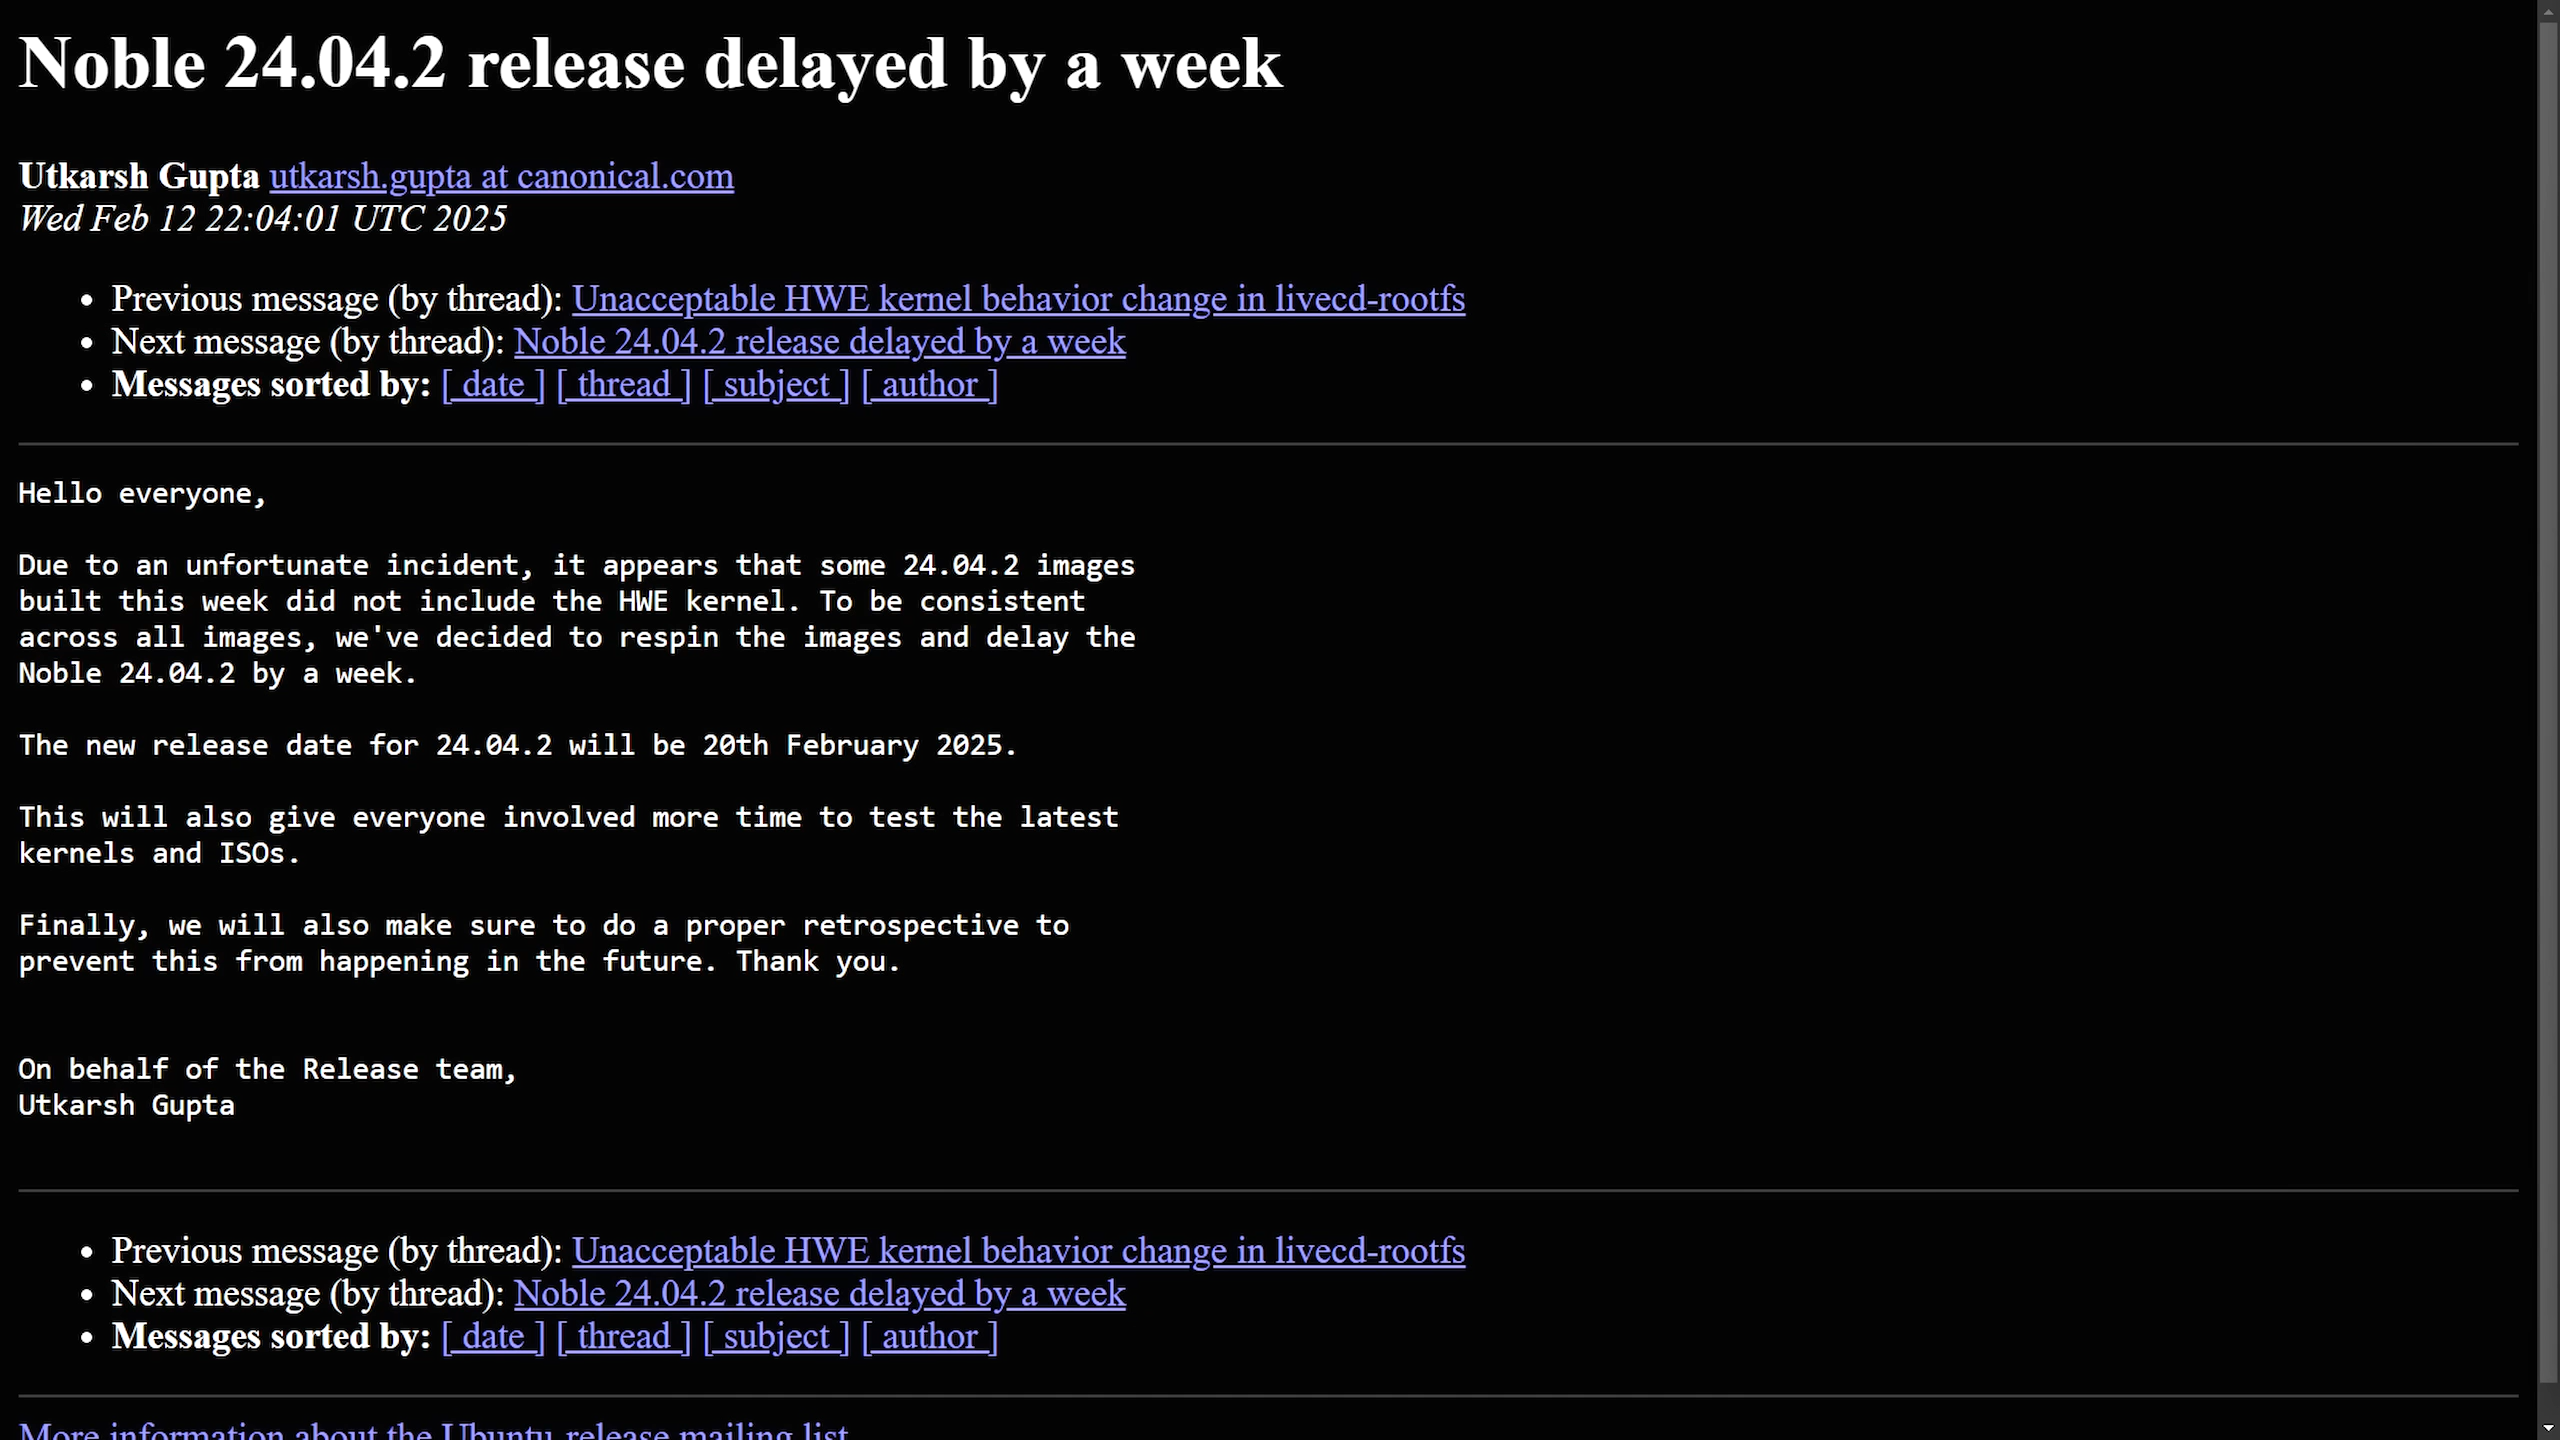 Noble 24.04.2 release delayed by a week
Utkarsh Gupta utkarsh.gupta at canonical.com
Wed Feb 12 22:04:01 UTC 2025
• Previous message (by thread): Unacceptable HWE kernel behavior change in livecd-rootfs
• Next message (by thread): Noble 24.04.2 release delayed by a week
• Messages sorted by: [ date ] [ thread ] [ subject ] [ author ]
Hello everyone,
Due to an unfortunate incident, it appears that some 24.04.2 images
built this week did not include the HWE kernel. To be consistent
across all images, we've decided to respin the images and delay the
Noble 24.04.2 by a week.
The new release date for 24.04.2 will be 20th February 2025.
This will also give everyone involved more time to test the latest
kernels and ISOs.
Finally, we will also make sure to do a proper retrospective to
prevent this from happening in the future. Thank you.
On behalf of the Release team,
Utkarsh Gupta
• Previous message (by thread): Unacceptable HWE kernel behavior change in livecd-rootfs
• Next message (by thread): Noble 24.04.2 release delayed by a week
• Messages sorted by: [ date ] [ thread ] [ subject ] [ author ]
More information about the Ubuntu-release mailing list